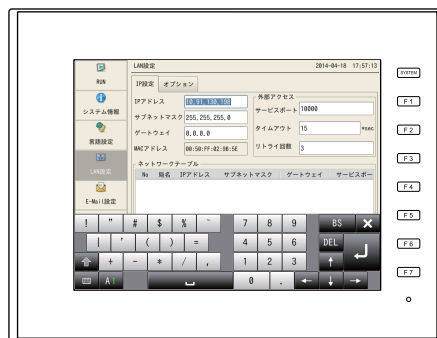 LAN設定 2014-04-18 17:57:13
RUN
システム情報
言語設定
LAN設定
E-Mail設定
IP設定 オプション
IPアドレス 10.91.130.190
サブネットマスク 255,255,255,0
ゲートウェイ 0,0,0,0
MACアドレス 00:50:FF:02:9B:5E
外部アクセス
サービスポート 10000
タイムアウト 15 *sec
リトライ回数 3
ネットワークテーブル
No 局名 IPアドレス サブネットマスク ゲートウェイ サービスポー
! " # $ % ~ 7 8 9 BS X
| ' ( ) = 4 5 6 DEL
+ - * / , 1 2 3 ↑
A 0 . ← ↓ →
SYSTEM
F1
F2
F3
F4
F5
F6
F7